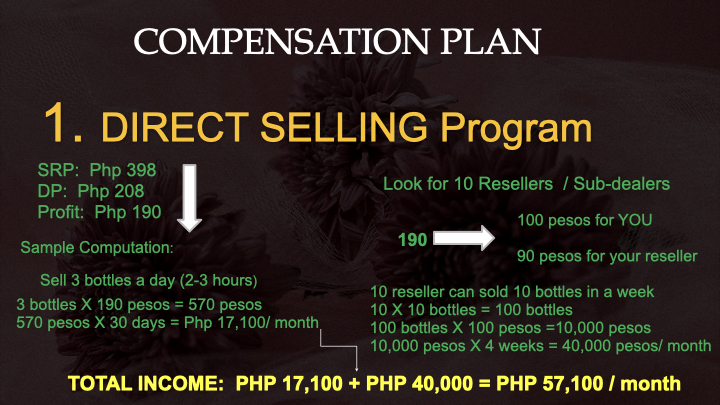 COMPENSATION PLAN
1. DIRECT SELLING Program
SRP: Php 398
DP: Php 208
Profit: Php 190
Sample Computation:
Sell 3 bottles a day (2-3 hours)
3 bottles X 190 pesos = 570 pesos
570 pesos X 30 days = Php 17,100/ month
Look for 10 Resellers / Sub-dealers
100 pesos for YOU
190
90 pesos for your reseller
10 reseller can sold 10 bottles in a week
10 X 10 bottles = 100 bottles
100 bottles X 100 pesos =10,000 pesos
10,000 pesos X 4 weeks = 40,000 pesos/ month
TOTAL INCOME: PHP 17,100 + PHP 40,000 = PHP 57,100 / month